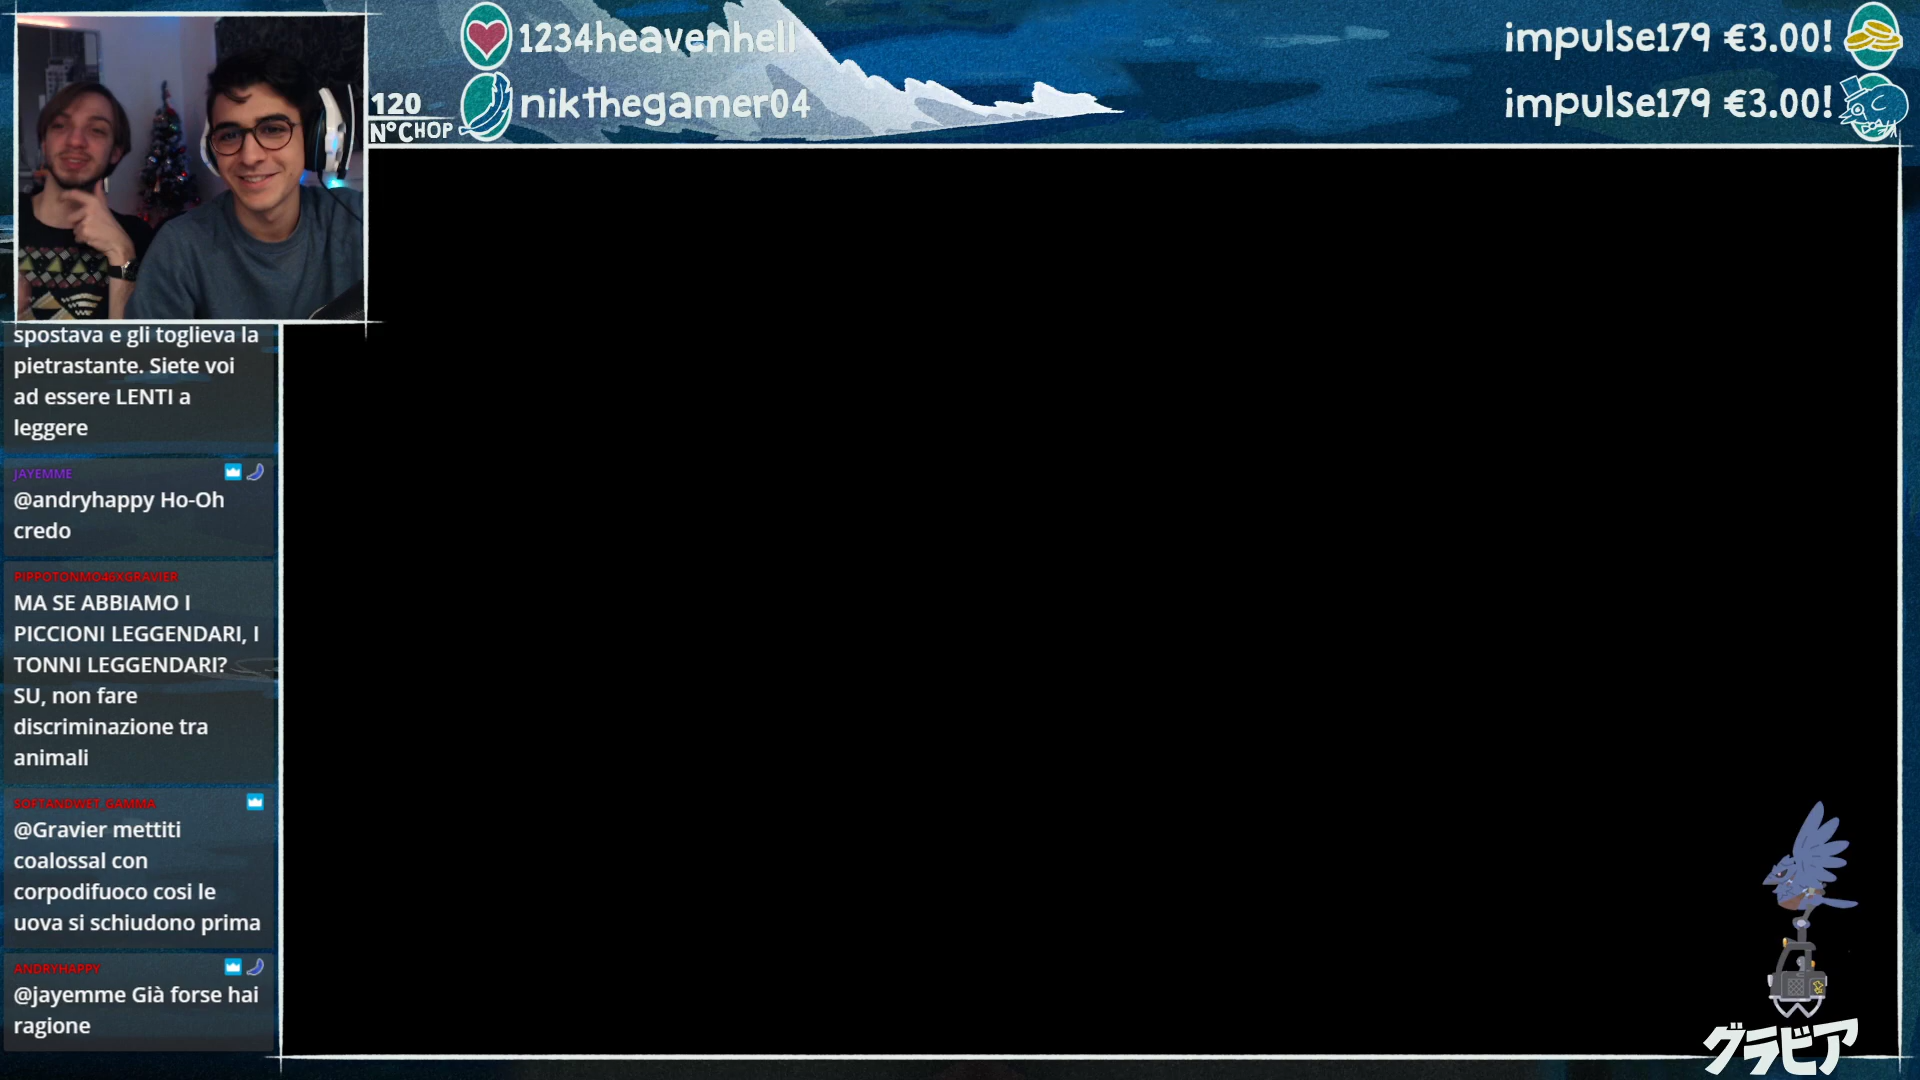 1234heavenhell
nikthegamer04
120
N°CHOP
impulse179 €3.00!
impulse179 €3.00!
spostava e gli toglieva la
pietrastante. Siete voi
ad essere LENTI a
leggere
JAYEMME
@andryhappy Ho-Oh
credo
PIPPOTONMO46XGRAVIER
MA SE ABBIAMO I
PICCIONI LEGGENDARI, I
TONNI LEGGENDARI?
SU, non fare
discriminazione tra
animali
SOFTANDWET_GAMMA
@Gravier mettiti
coalossal con
corpodifuoco cosi le
uova si schiudono prima
ANDRYHAPPY
@jayemme Già forse hai
ragione
グラビア